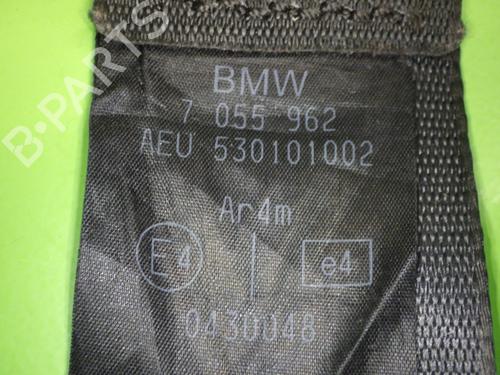 BMW
7 055 962
AEU 530101002
Ar4m
E4 e4
0430048
B-PARTS